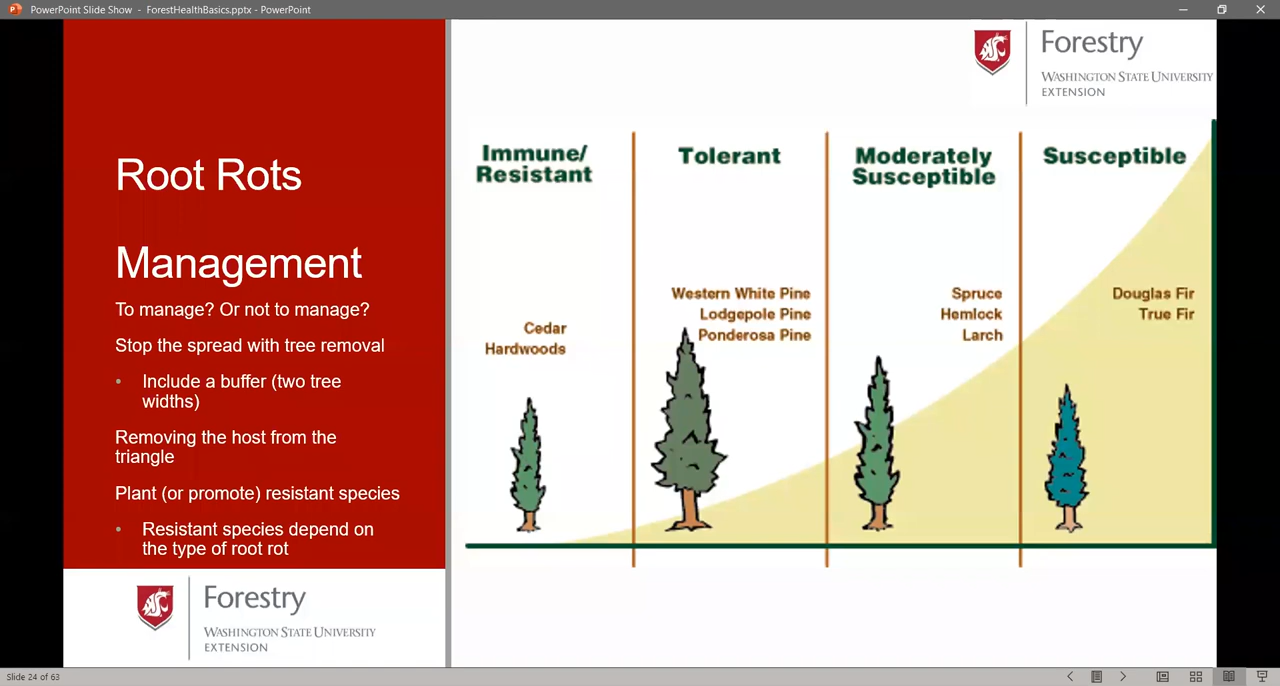 PowerPoint Slide Show - ForestHealthBasics.pptx - PowerPoint
Root Rots
Management
To manage? Or not to manage?
Stop the spread with tree removal
• Include a buffer (two tree
widths)
Removing the host from the
triangle
Plant (or promote) resistant species
• Resistant species depend on
the type of root rot
Forestry
WASHINGTON STATE UNIVERSITY
EXTENSION
Forestry
WASHINGTON STATE UNIVERSITY
EXTENSION
Immune/
Resistant
Cedar
Hardwoods
Tolerant
Western White Pine
Lodgepole Pine
Ponderosa Pine
Moderately
Susceptible
Spruce
Hemlock
Larch
Susceptible
Douglas Fir
True Fir
Slide 24 of 63